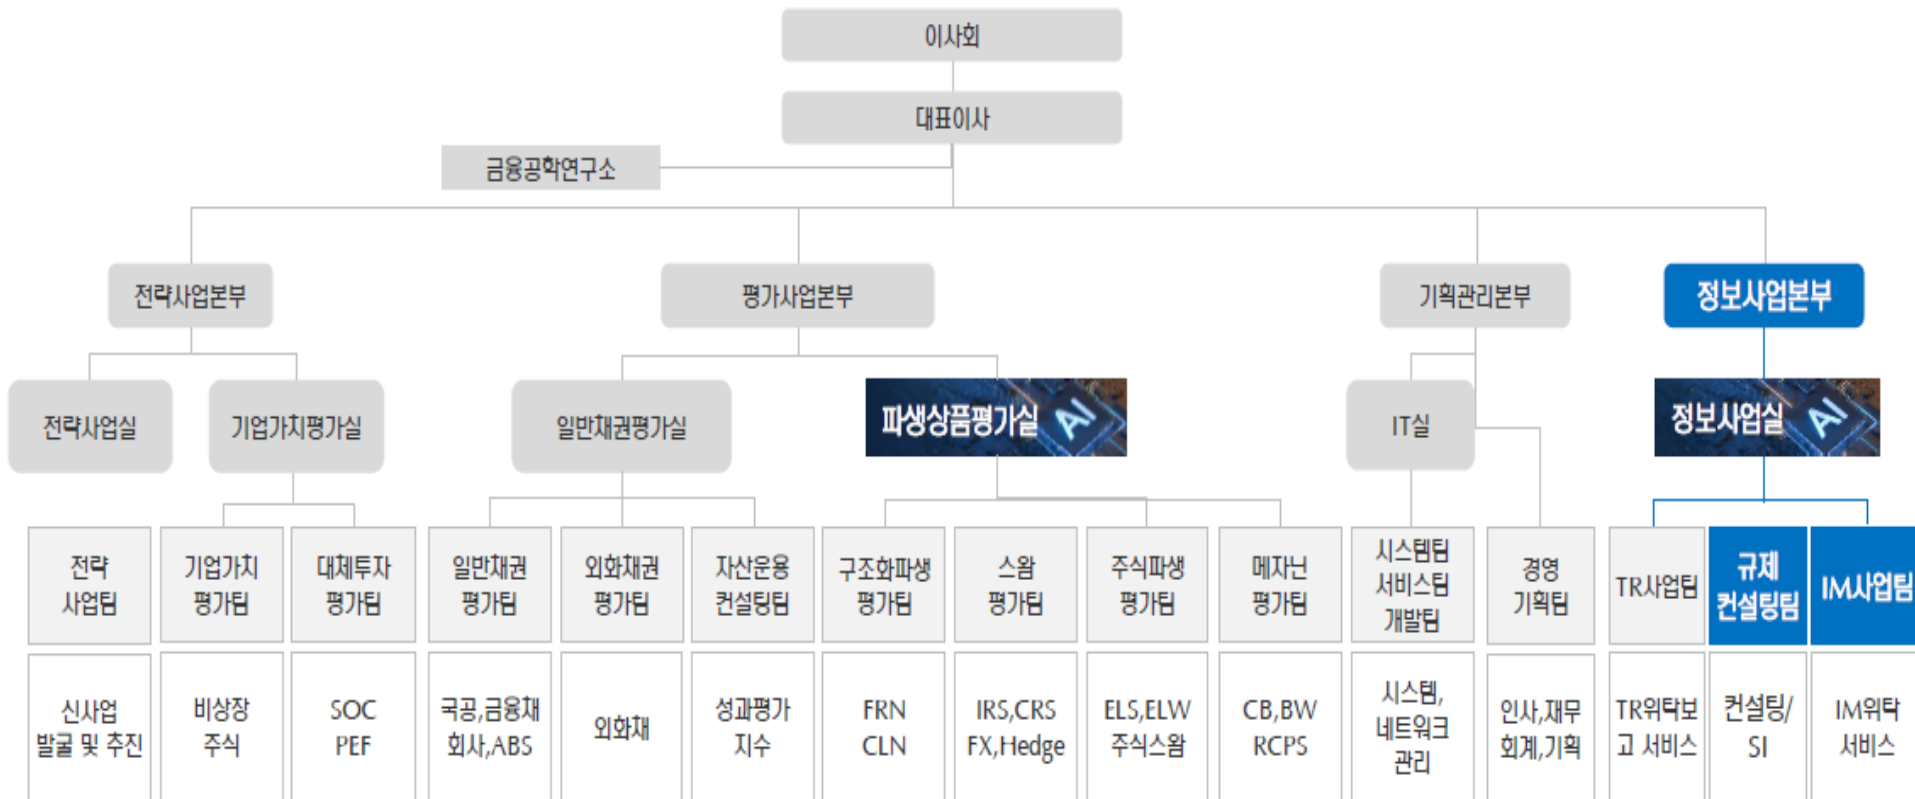 이사회
대표이사
금융공학연구소
전략사업본부
평가사업본부
기획관리본부
정보사업본부
전략사업실
기업가치평가실
일반채권평가실
파생상품평가실 AI
IT실
정보사업실 AI
전략
사업팀
기업가치
평가팀
대체투자
평가팀
일반채권
평가팀
외화채권
평가팀
자산운용
컨설팅팀
구조화파생
평가팀
스왑
평가팀
주식파생
평가팀
메자닌
평가팀
시스템팀
서비스팀
개발팀
경영
기획팀
TR사업팀
규제
컨설팅팀
IM사업팀
신사업
발굴 및 추진
비상장
주식
SOC
PEF
국공,금융채
회사,ABS
외화채
성과평가
지수
FRN
CLN
IRS,CRS
FX,Hedge
ELS,ELW
주식스왑
CB,BW
RCPS
시스템,
네트워크
관리
인사,재무
회계,기획
TR위탁보
고 서비스
컨설팅/
SI
IM위탁
서비스